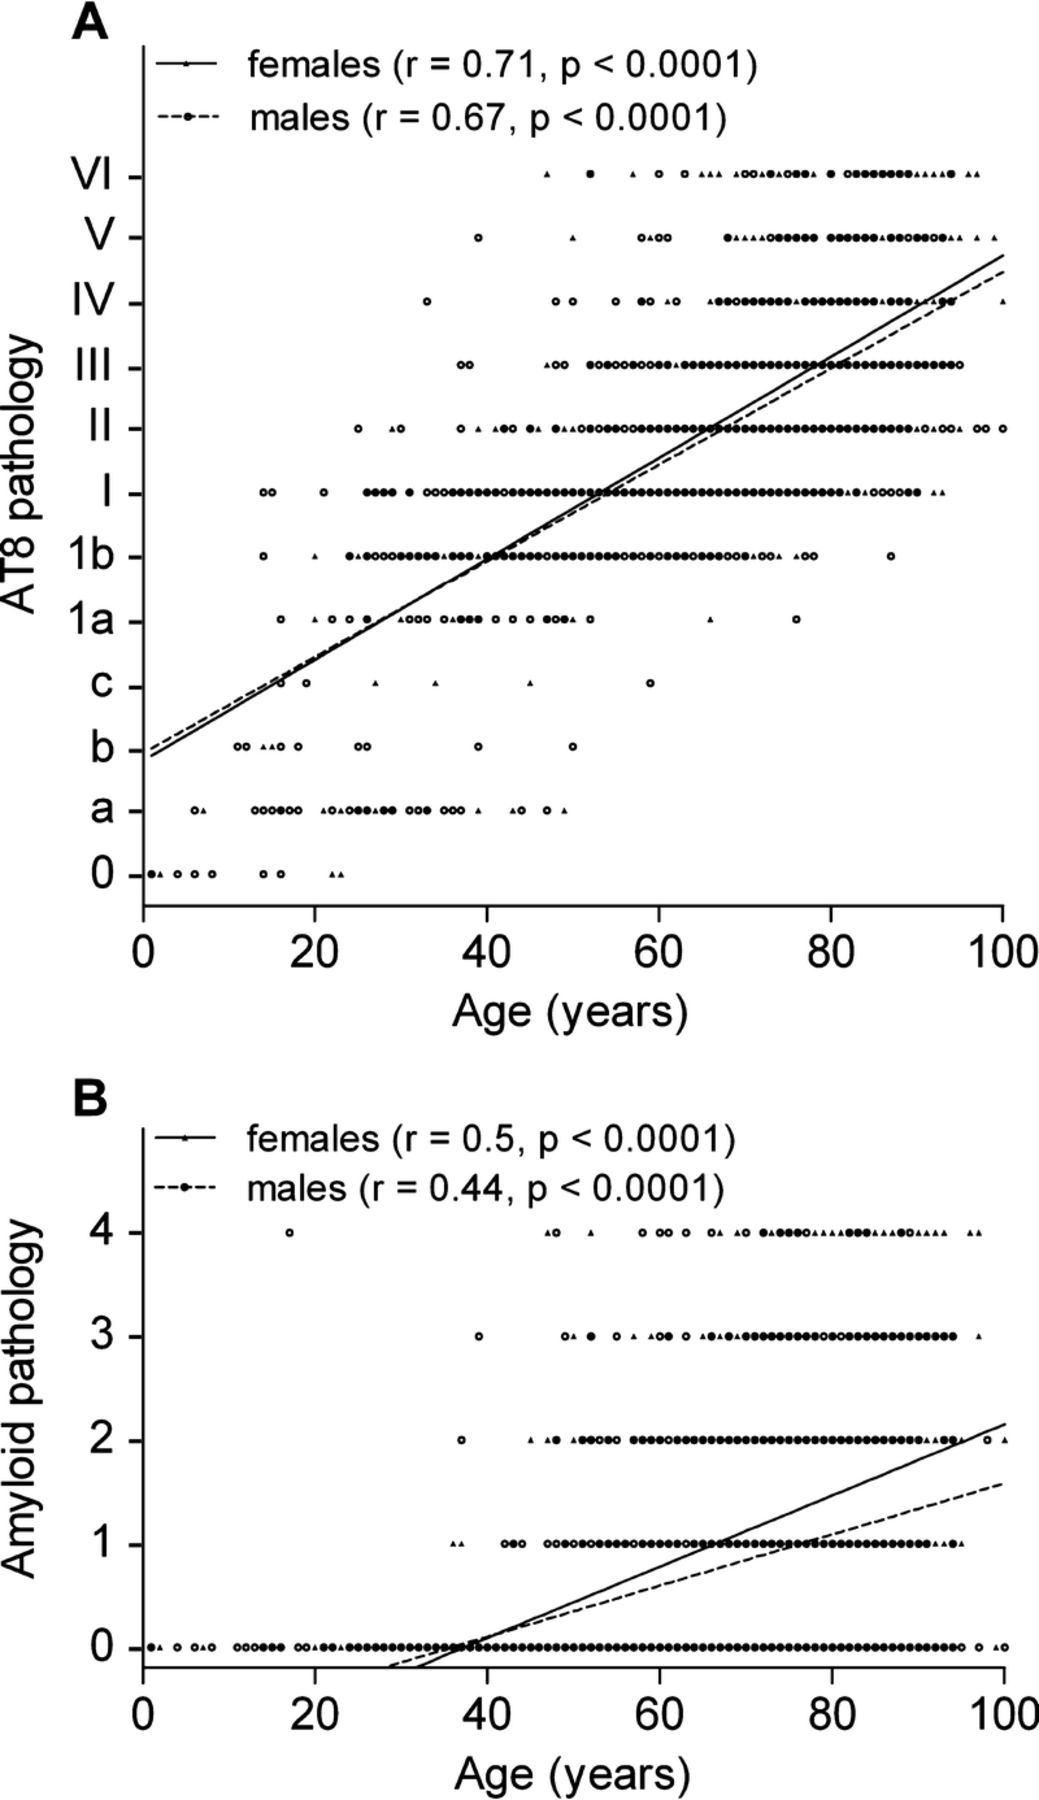 A
females (r = 0.71, p < 0.0001)
males (r = 0.67, p < 0.0001)
VI
V
IV
III
II
I
1b
1a
c
b
a
0
AT8 pathology
0 20 40 60 80 100
Age (years)
B
females (r = 0.5, p < 0.0001)
males (r = 0.44, p < 0.0001)
4
3
2
1
0
Amyloid pathology
0 20 40 60 80 100
Age (years)